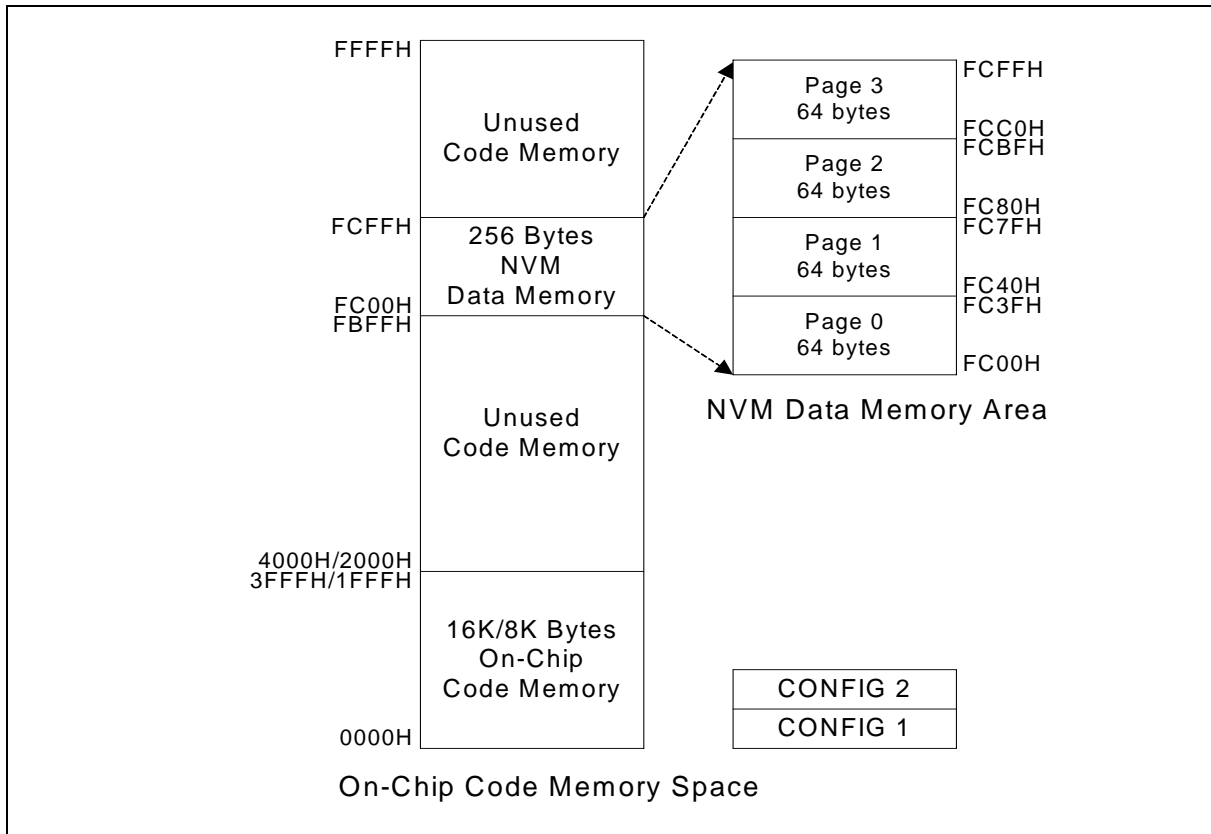 FFFFH
Unused
Code Memory
FCFFH
256 Bytes
NVM
Data Memory
FC00H
FBFFH
Unused
Code Memory
4000H/2000H
3FFFH/1FFFH
16K/8K Bytes
On-Chip
Code Memory
0000H
On-Chip Code Memory Space
FCFFH
Page 3
64 bytes
FCC0H
FCBFH
Page 2
64 bytes
FC80H
FC7FH
Page 1
64 bytes
FC40H
FC3FH
Page 0
64 bytes
FC00H
NVM Data Memory Area
CONFIG 2
CONFIG 1